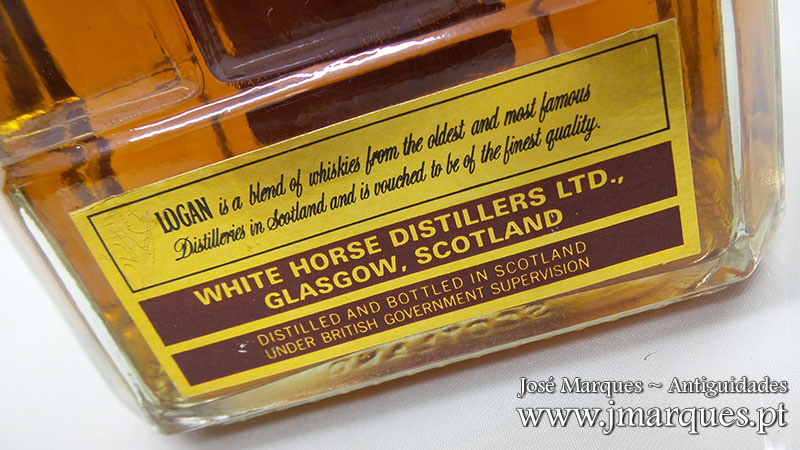 LOGAN is a blend of whiskies from the oldest and most famous
Distilleries in Scotland and is vouched to be of the finest quality.
WHITE HORSE DISTILLERS LTD.,
GLASGOW, SCOTLAND
DISTILLED AND BOTTLED IN SCOTLAND
UNDER BRITISH GOVERNMENT SUPERVISION
José Marques ~ Antiguidades
www.jmarques.pt